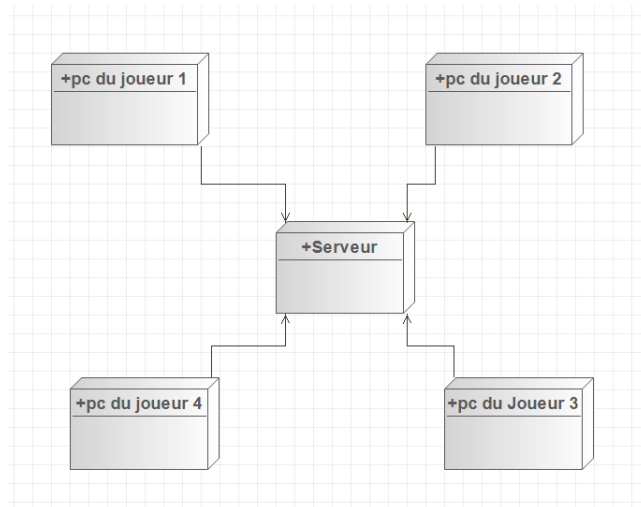 +pc du joueur 1
+pc du joueur 2
+Serveur
+pc du joueur 4
+pc du Joueur 3